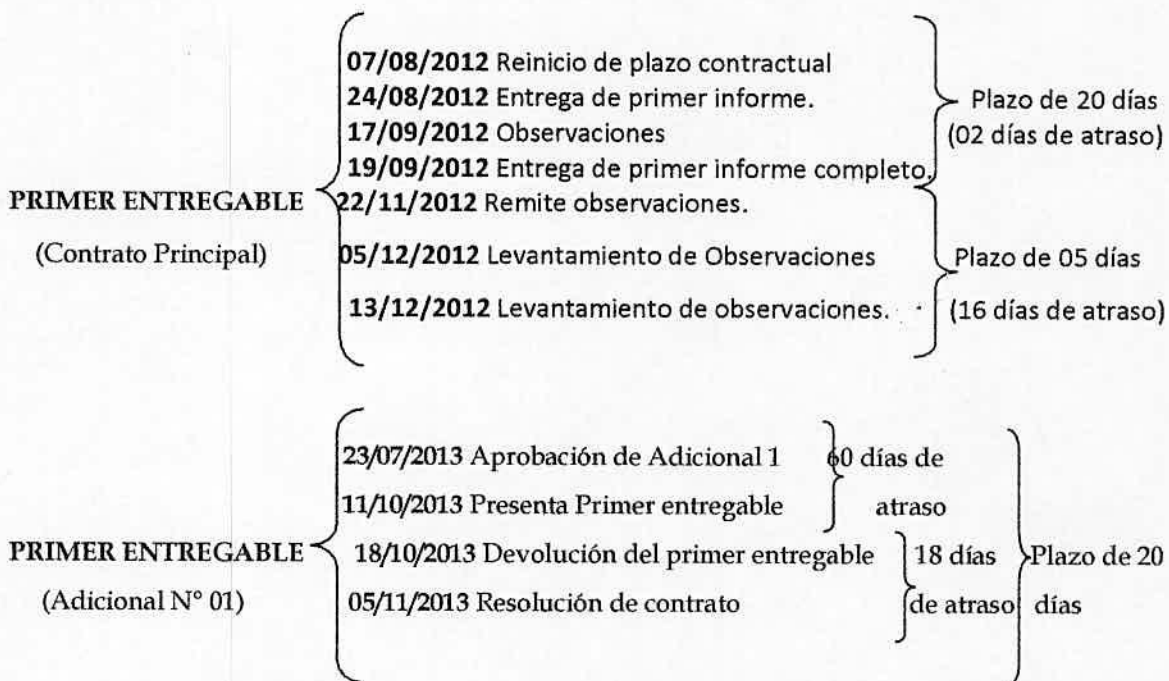 07/08/2012 Reinicio de plazo contractual
24/08/2012 Entrega de primer informe.
17/09/2012 Observaciones
19/09/2012 Entrega de primer informe completo.
Plazo de 20 días
(02 días de atraso)
PRIMER ENTREGABLE
(Contrato Principal)
22/11/2012 Remite observaciones.
05/12/2012 Levantamiento de Observaciones
13/12/2012 Levantamiento de observaciones.
Plazo de 05 días
(16 días de atraso)
23/07/2013 Aprobación de Adicional 1
11/10/2013 Presenta Primer entregable
60 días de
atraso
PRIMER ENTREGABLE
(Adicional N° 01)
18/10/2013 Devolución del primer entregable
05/11/2013 Resolución de contrato
18 días
de atraso
Plazo de 20
días